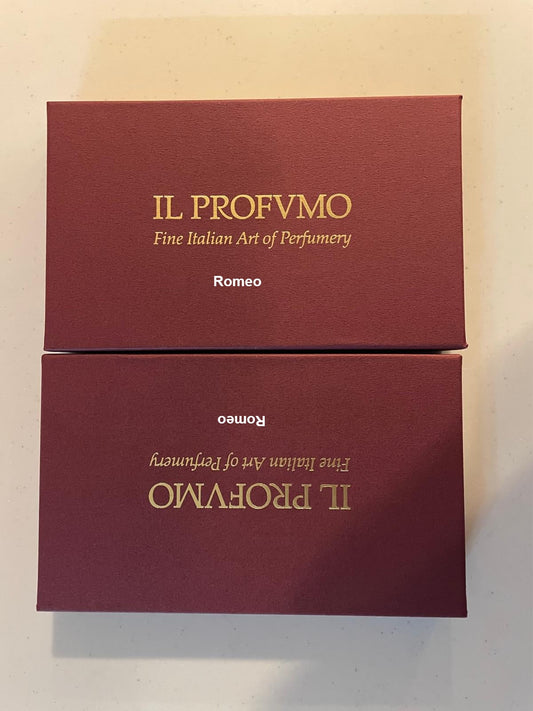 IL PROFVMO
Fine Italian Art of Perfumery
Romeo
Romeo
Fine Italian Art of Perfumery
IL PROFVMO